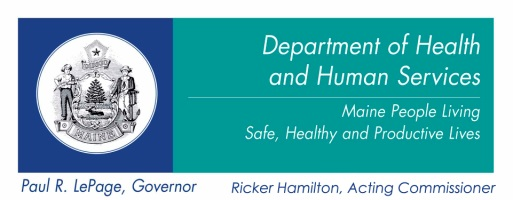 Department of Health
and Human Services
Maine People Living
Safe, Healthy and Productive Lives
MAINE
Paul R. LePage, Governor
Ricker Hamilton, Acting Commissioner